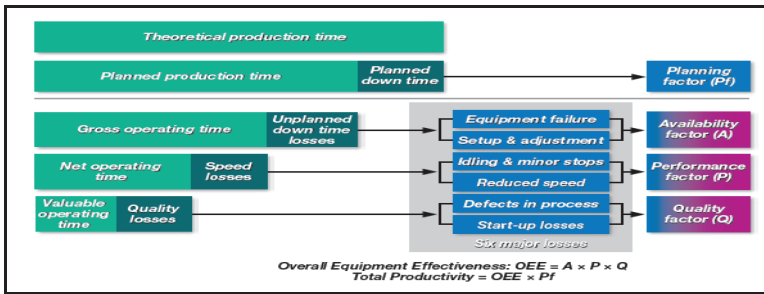 Theoretical production time
Planned production time
Planned
down time
Planning
factor (Pf)
Gross operating time
Unplanned
down time
losses
Equipment failure
Setup & adjustment
Availability
factor (A)
Net operating
time
Speed
losses
Idling & minor stops
Reduced speed
Performance
factor (P)
Valuable
operating
time
Quality
losses
Defects in process
Start-up losses
Quality
factor (Q)
Six major losses
Overall Equipment Effectiveness: OEE = A × P × Q
Total Productivity = OEE × Pf